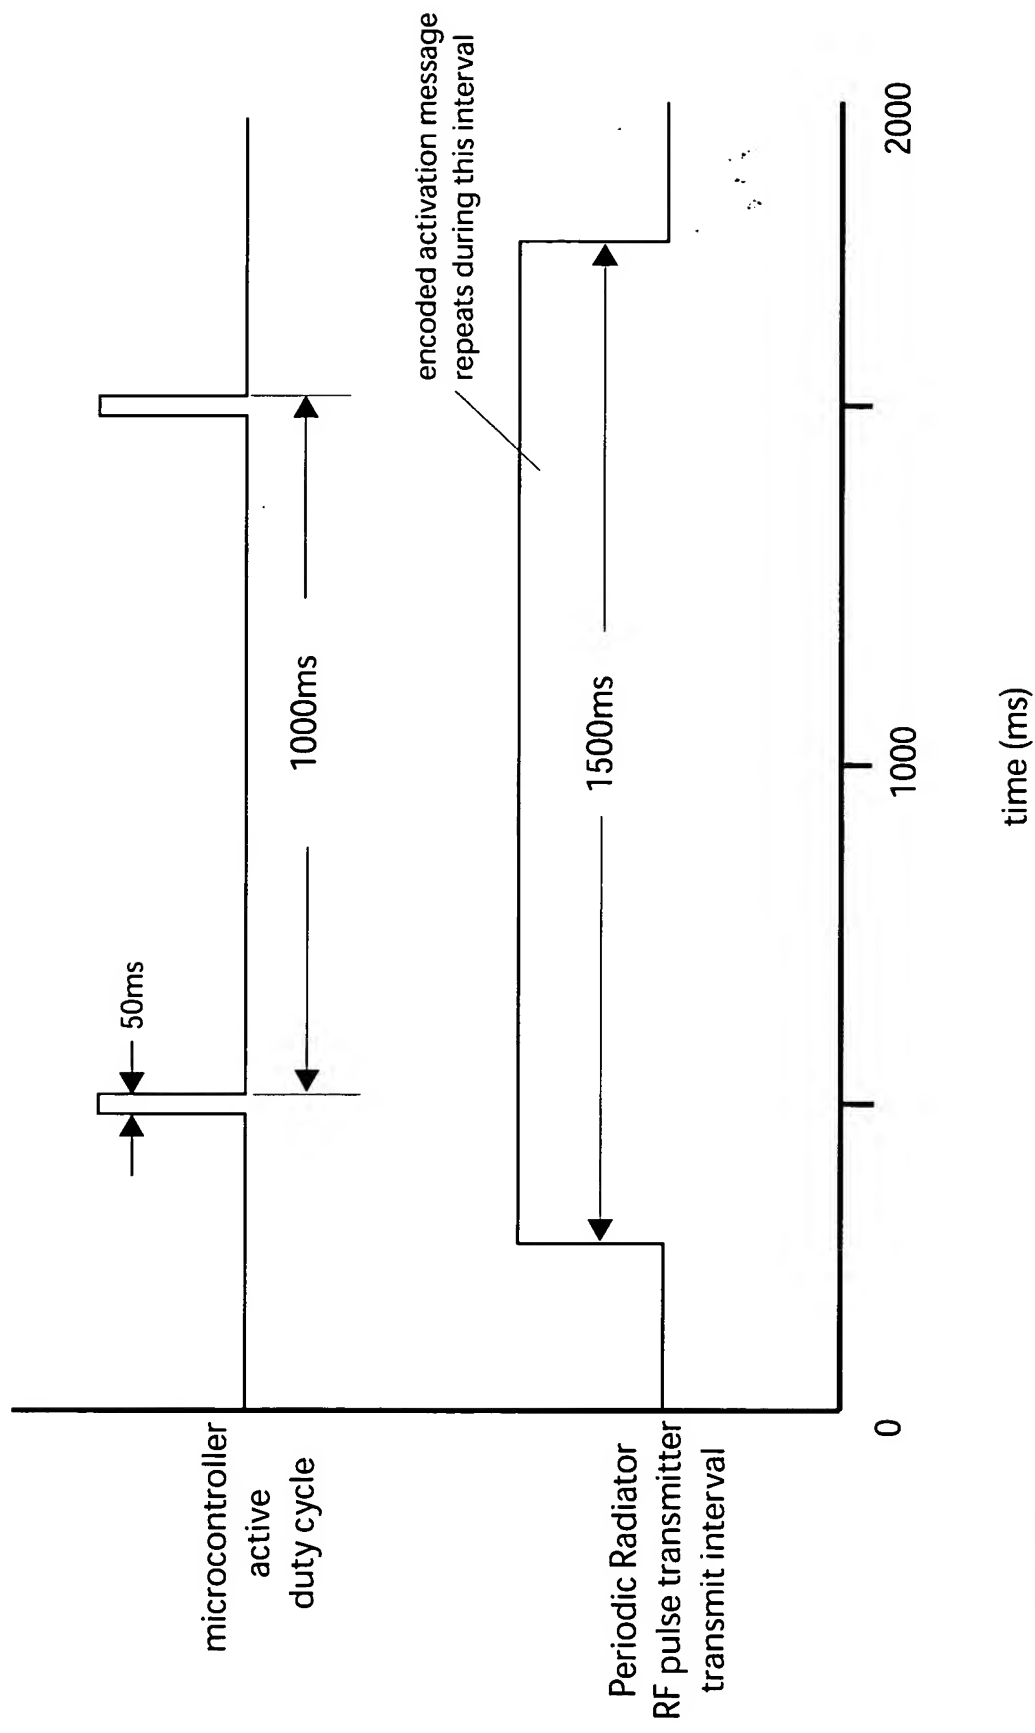 microcontroller
active
duty cycle
50ms
1000ms
encoded activation message
repeats during this interval
Periodic Radiator
RF pulse transmitter
transmit interval
1500ms
0
1000
2000
time (ms)